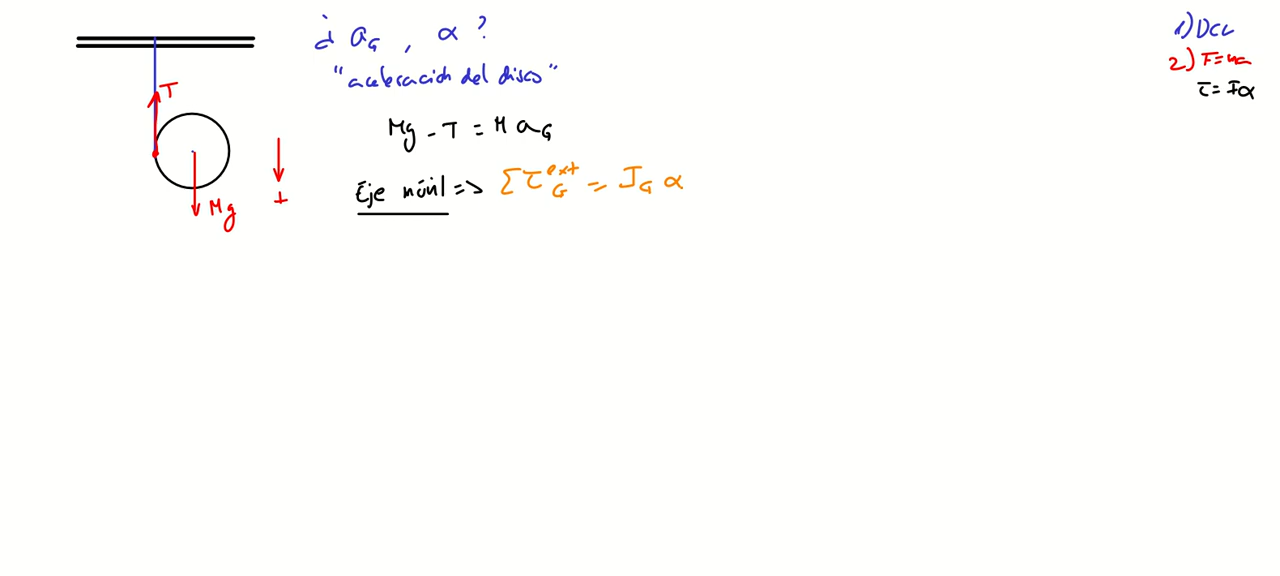 ¿ a_G , α ?
"aceleración del disco"
Mg - T = M a_G
Eje móvil => Σ τ_G^ext = I_G α
T
Mg
+
1) DCL
2) F=ma
τ = Iα